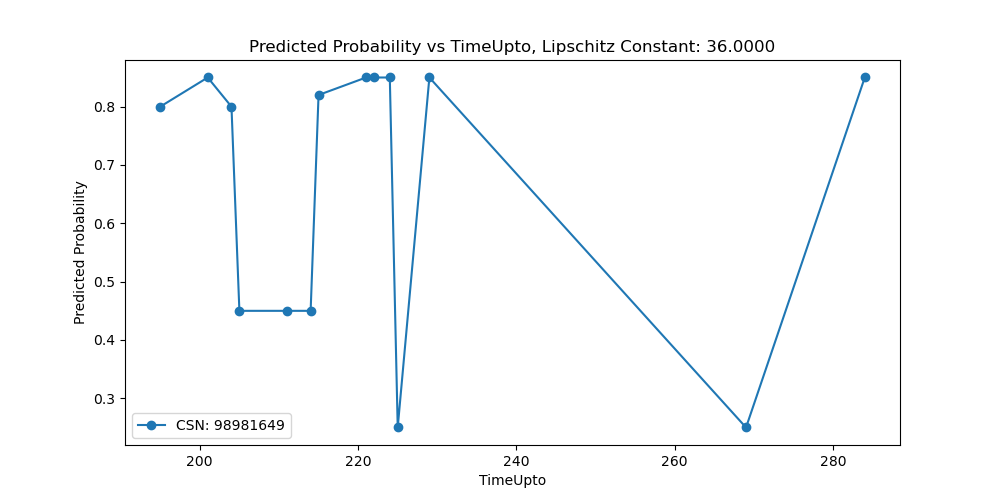 Predicted Probability vs TimeUpto, Lipschitz Constant: 36.0000
Predicted Probability
0.8
0.7
0.6
0.5
0.4
0.3
CSN: 98981649
200 220 240 260 280
TimeUpto